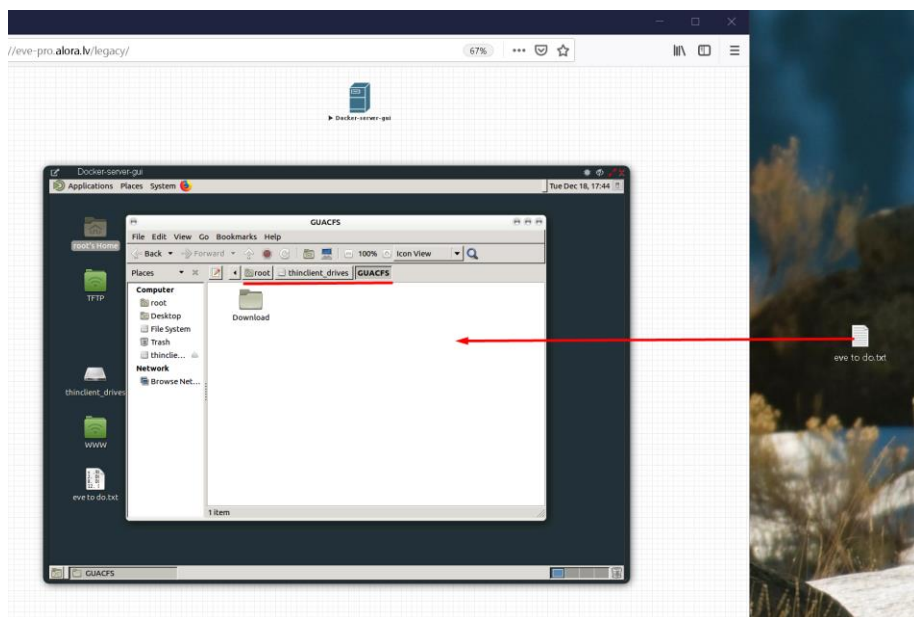 //eve-pro.alora.lv/legacy/
67%
Docker-server-gui
Docker-server-gui
Applications Places System
Tue Dec 18, 17:44
GUACFS
File Edit View Go Bookmarks Help
Back Forward 100% Icon View
Places root thinclient_drives GUACFS
root's Home
TFTP
thinclient_drives
WWW
eve to do.txt
Computer
root
Desktop
File System
Trash
thinclie...
Network
Browse Net...
Download
1 item
GUACFS
eve to do.txt